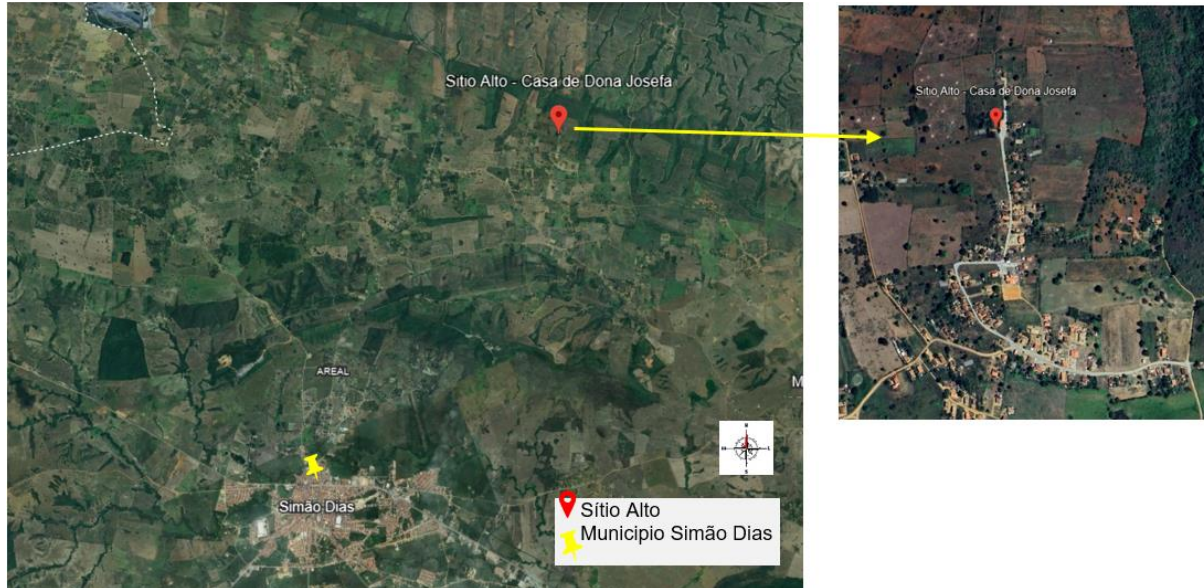 Sítio Alto - Casa de Dona Josefa
Sítio Alto - Casa de Dona Josefa
AREAL
M
N
S
Simão Dias
Sítio Alto
Município Simão Dias